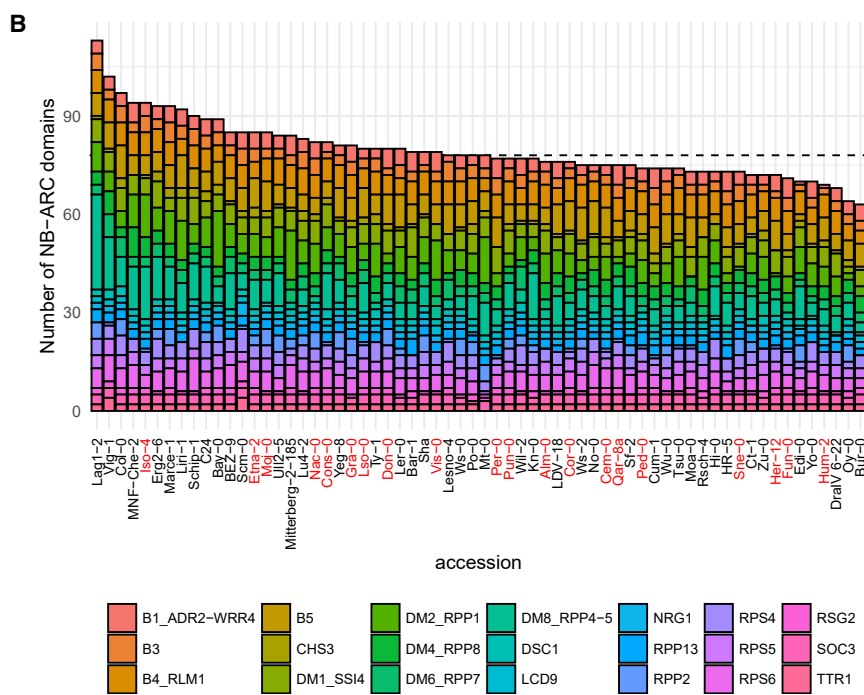 B
Number of NB−ARC domains
90
60
30
0
Lag1−2
Vig−1
Col−0
MNF−Che−2
Iso−4
Erg2−6
Marce−1
Liri−1
Schip−1
C24
Bay−0
BEZ−9
Scm−0
Etna−2
Moj−0
Ull2−5
Mitterberg−2−185
Lu4−2
Nac−0
Cons−0
Yeg−8
Gra−0
Lso−0
Ty−1
Don−0
Ler−0
Bar−1
Sha
Vis−0
Lesno−4
Ws−0
Po−0
Mt−0
Per−0
Pun−0
Wil−2
Kn−0
Alm−0
LDV−18
Cor−0
Ws−2
No−0
Cem−0
Qar−8a
Sf−2
Ped−0
Cum−1
Wu−0
Tsu−0
Moa−0
Rsch−4
Hi−0
HR−5
Sne−0
Ct−1
Zu−0
Her−12
Fun−0
Edi−0
Yo−0
Hum−2
DraIV 6−22
Oy−0
Bur−0
accession
B1_ADR2−WRR4 B5 DM2_RPP1 DM8_RPP4−5 NRG1 RPS4 RSG2
B3 CHS3 DM4_RPP8 DSC1 RPP13 RPS5 SOC3
B4_RLM1 DM1_SSI4 DM6_RPP7 LCD9 RPP2 RPS6 TTR1